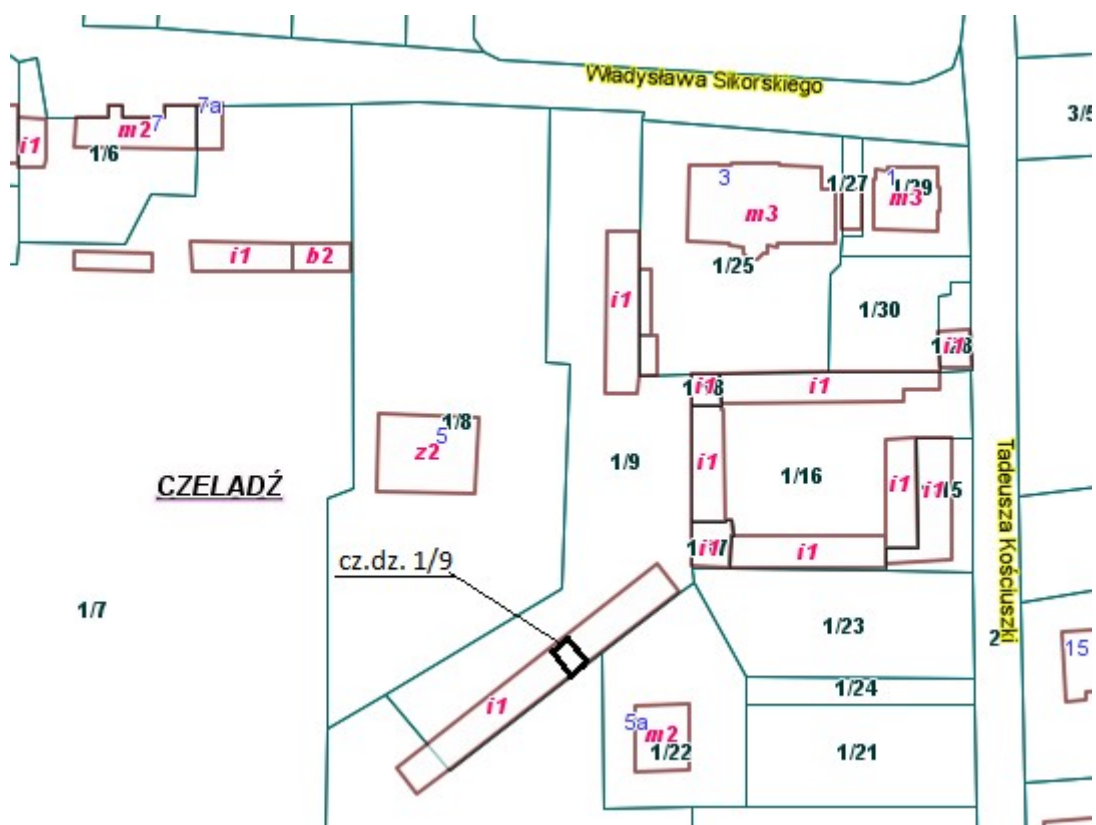 Władysława Sikorskiego
7a
m2
7
i1
1/6
3/5
3
1
1/27
1/29
m3
m3
1/25
i1
b2
i1
1/30
i1
i1
i1
1/8
5
z2
1/9
i1
1/16
i1
i1
CZELADŹ
Tadeusza Kościuszki
i1
i1
cz.dz. 1/9
1/7
1/23
2
15
1/24
i1
5a
m2
1/22
1/21